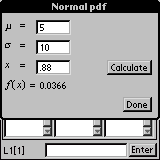 Normal pdf
μ = 5
σ = 10
x = .88
Calculate
f(x) = 0.0366
Done
L1[1]
Enter